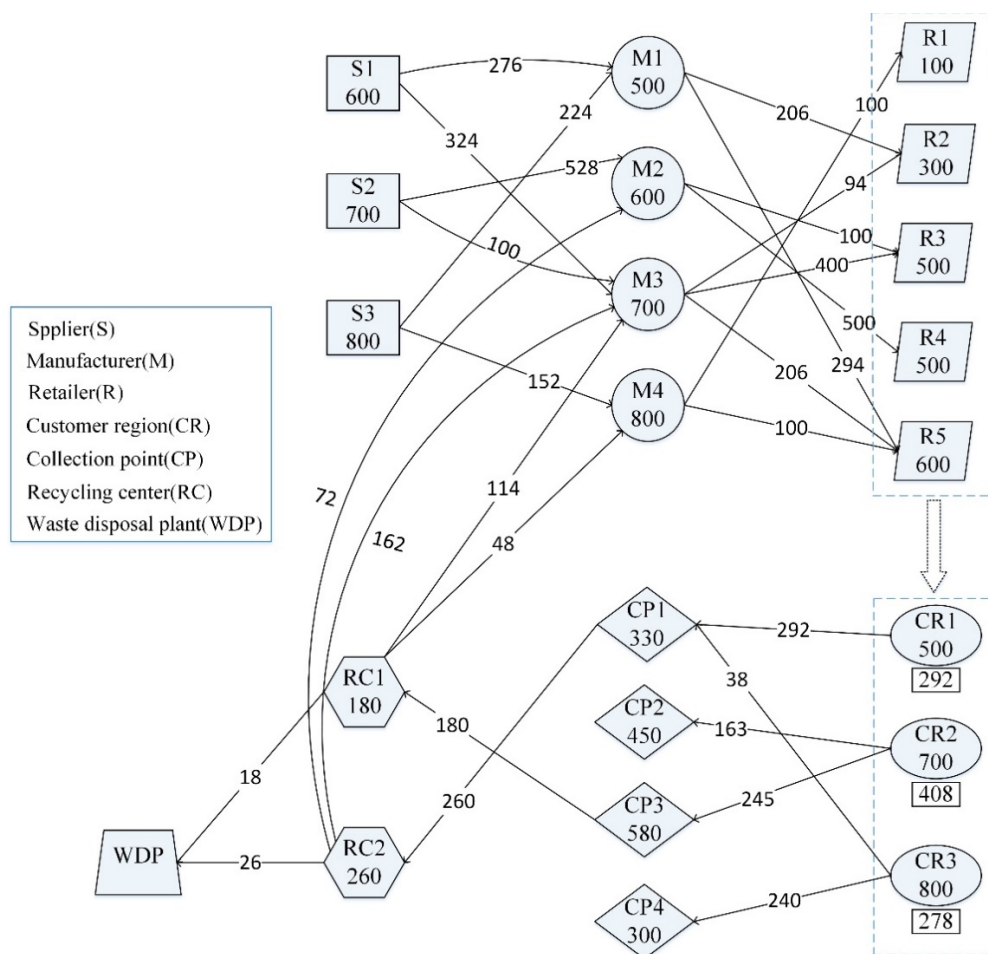 S1
600
S2
700
S3
800
276
324
224
528
100
152
M1
500
M2
600
M3
700
M4
800
206
294
100
500
94
400
206
100
100
R1
100
R2
300
R3
500
R4
500
R5
600
Spplier(S)
Manufacturer(M)
Retailer(R)
Customer region(CR)
Collection point(CP)
Recycling center(RC)
Waste disposal plant(WDP)
72
162
114
48
RC1
180
RC2
260
WDP
18
26
180
260
CP1
330
CP2
450
CP3
580
CP4
300
292
38
163
245
240
CR1
500
292
CR2
700
408
CR3
800
278